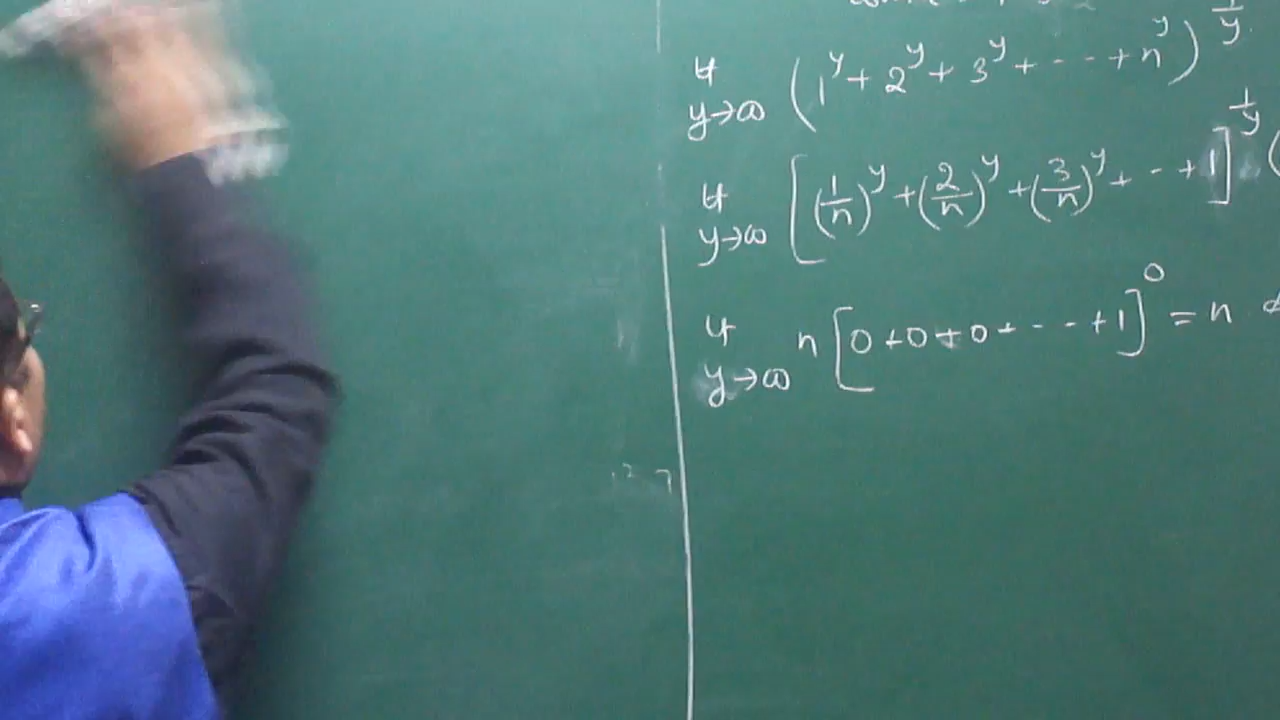 lt y→∞ (1^y + 2^y + 3^y + - - - + n^y)^{1/y}
lt y→∞ [(1/n)^y + (2/n)^y + (3/n)^y + - - + 1]^{1/y} (
lt y→∞ n[0 + 0 + 0 + - - - + 1]^0 = n